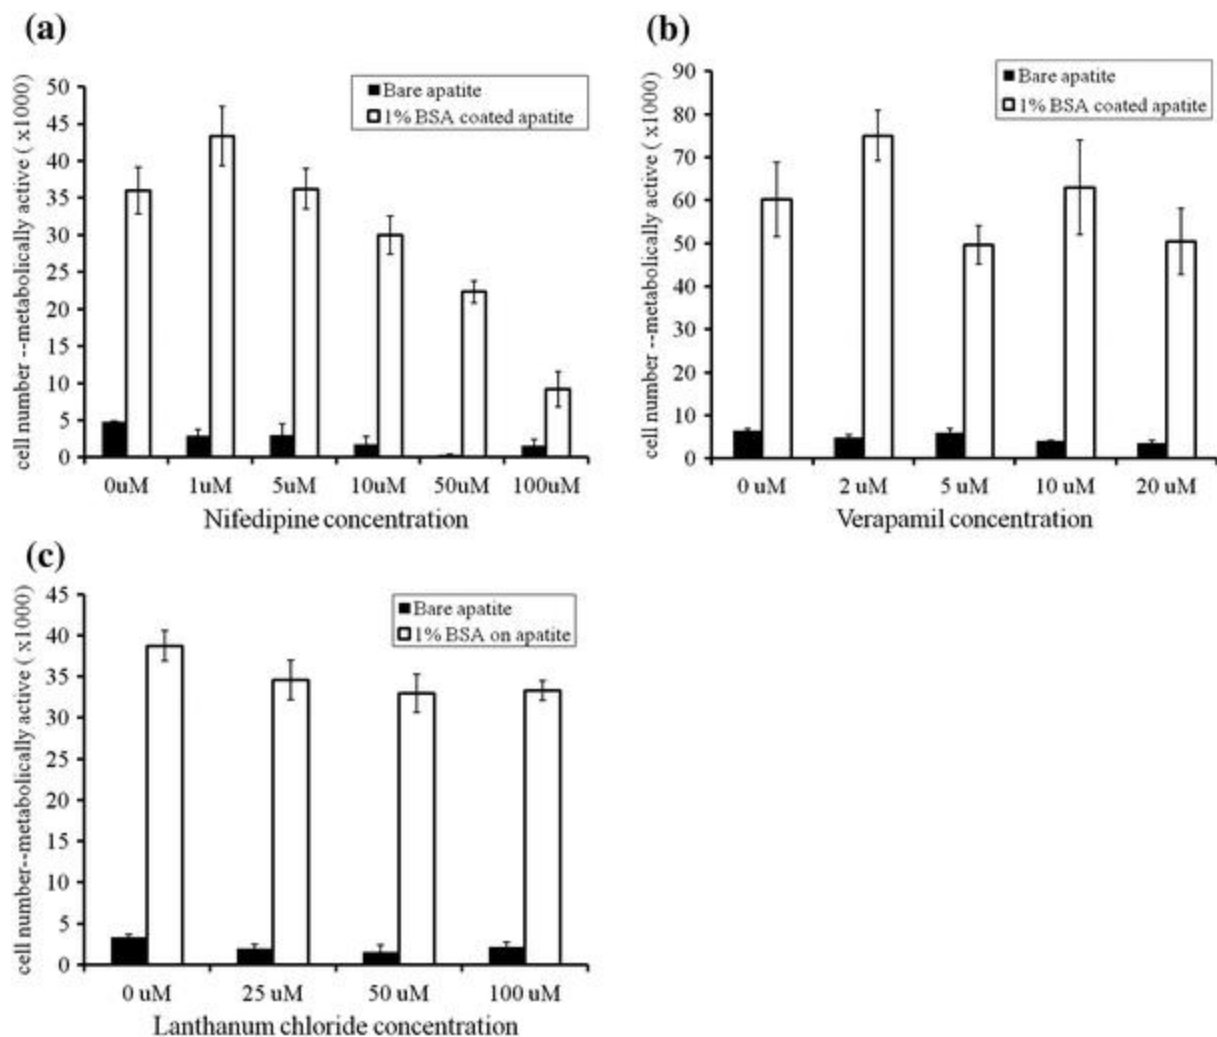 (a)
cell number --metabolically active ( x1000)
50
45
40
35
30
25
20
15
10
5
0
Bare apatite
1% BSA coated apatite
0uM 1uM 5uM 10uM 50uM 100uM
Nifedipine concentration
(b)
cell number --metabolically active ( x1000)
90
80
70
60
50
40
30
20
10
0
Bare apatite
1% BSA coated apatite
0 uM 2 uM 5 uM 10 uM 20 uM
Verapamil concentration
(c)
cell number--metabolically active ( x1000)
45
40
35
30
25
20
15
10
5
0
Bare apatite
1% BSA on apatite
0 uM 25 uM 50 uM 100 uM
Lanthanum chloride concentration